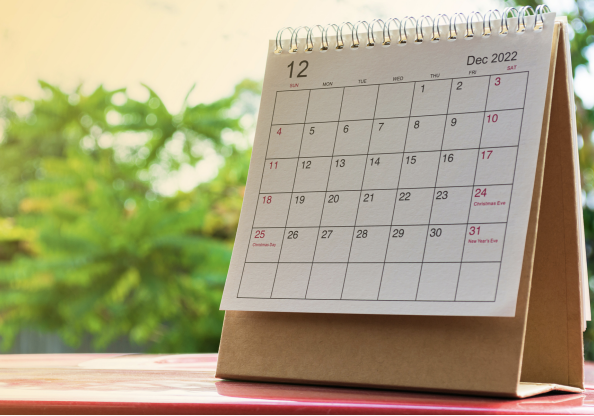 12 Dec 2022
SUN MON TUE WED THU FRI SAT
1 2 3
4 5 6 7 8 9 10
11 12 13 14 15 16 17
18 19 20 21 22 23 24
Christmas Eve
25 26 27 28 29 30 31
Christmas Day New Year's Eve